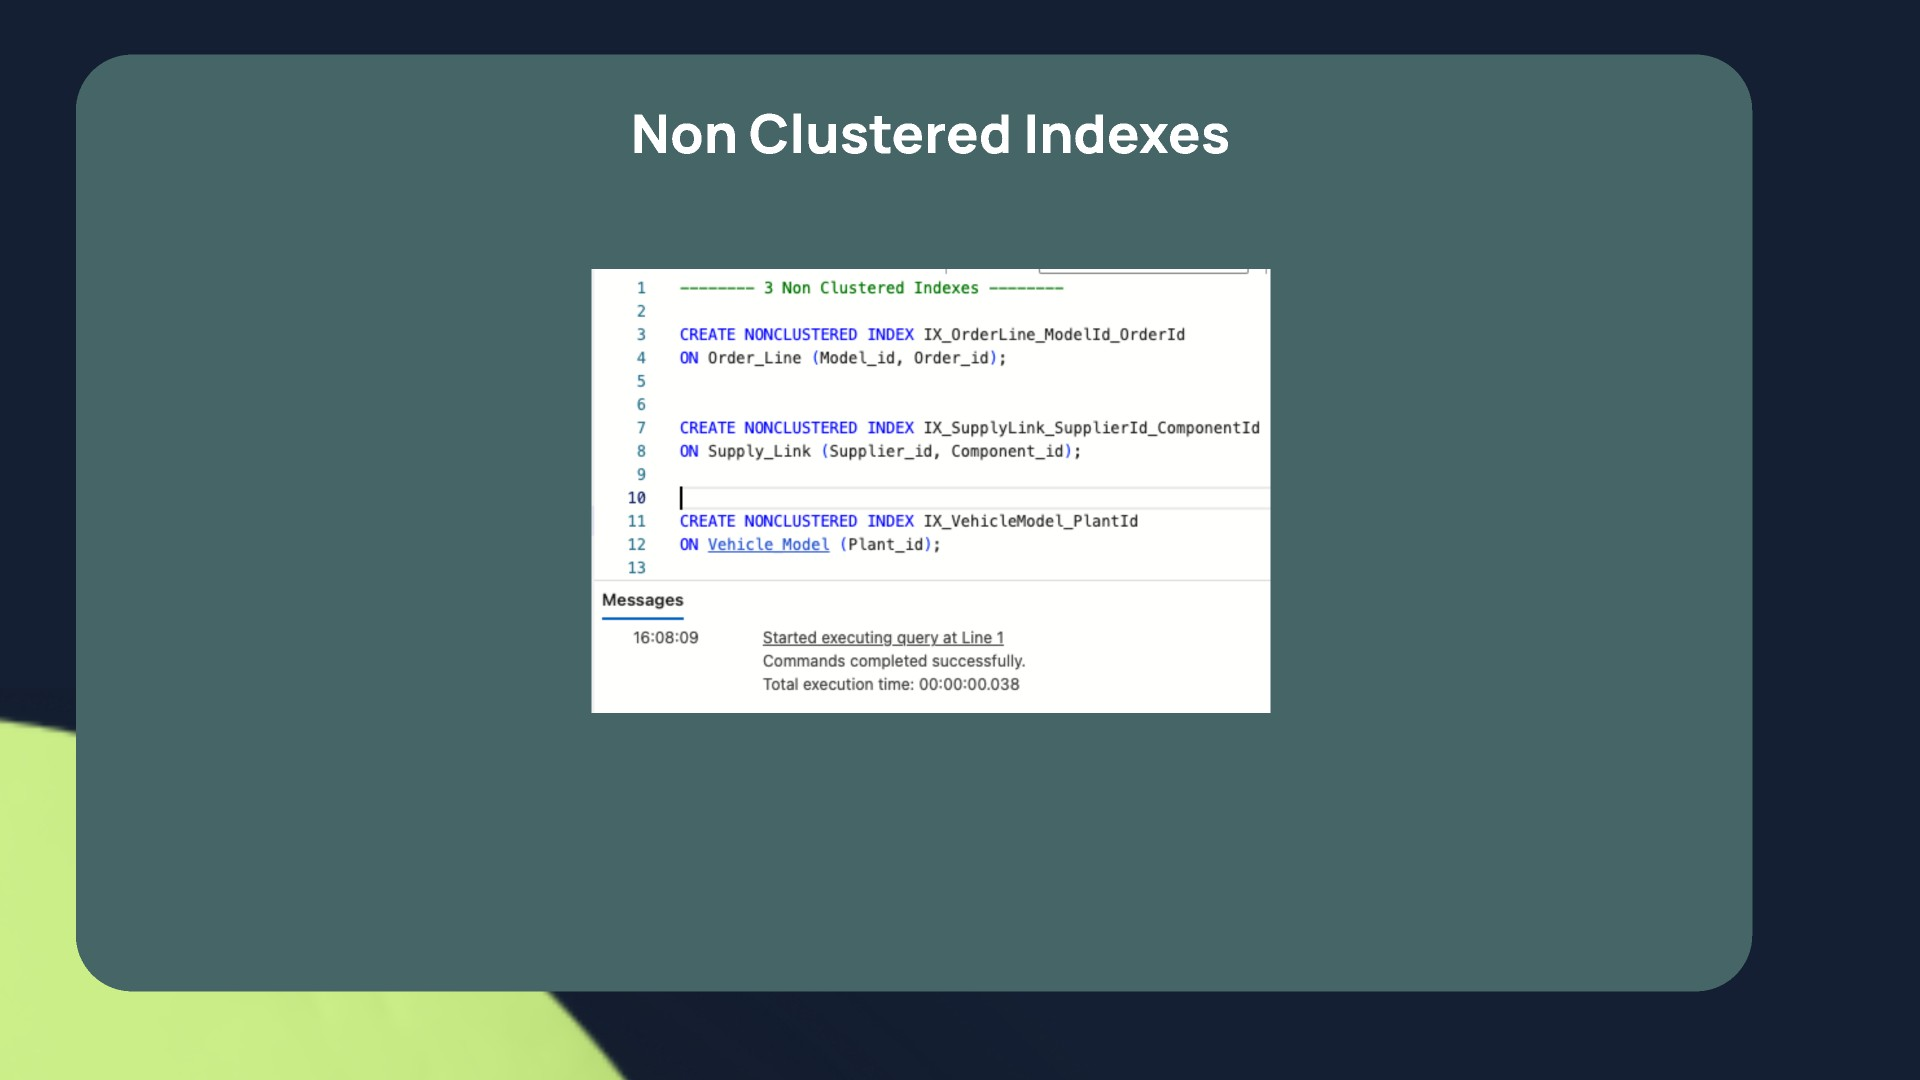 Non Clustered Indexes
1 -------- 3 Non Clustered Indexes --------
2
3 CREATE NONCLUSTERED INDEX IX_OrderLine_ModelId_OrderId
4 ON Order_Line (Model_id, Order_id);
5
6
7 CREATE NONCLUSTERED INDEX IX_SupplyLink_SupplierId_ComponentId
8 ON Supply_Link (Supplier_id, Component_id);
9
10
11 CREATE NONCLUSTERED INDEX IX_VehicleModel_PlantId
12 ON Vehicle_Model (Plant_id);
13
Messages
16:08:09 Started executing query at Line 1
Commands completed successfully.
Total execution time: 00:00:00.038